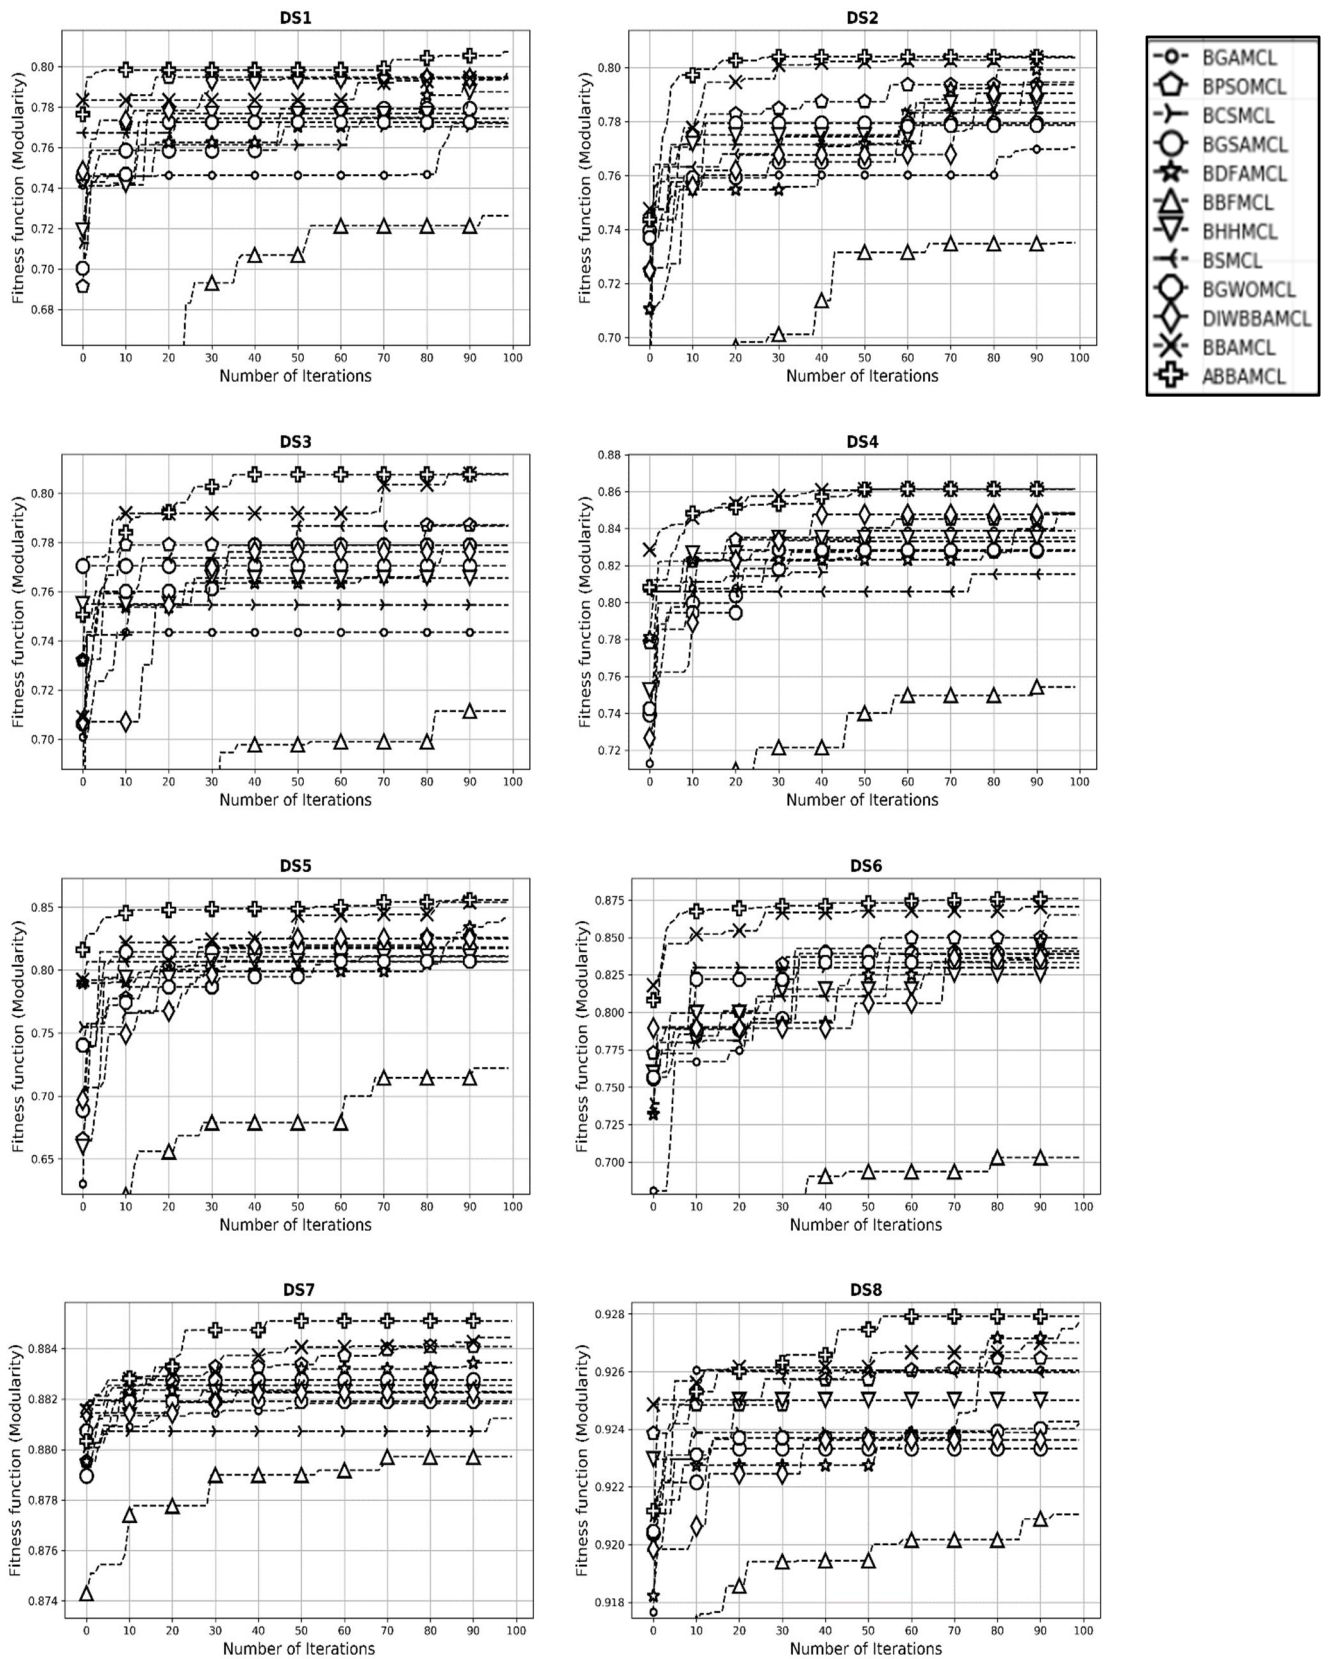 DS1
Fitness function (Modularity)
0.80
0.78
0.76
0.74
0.72
0.70
0.68
0 10 20 30 40 50 60 70 80 90 100
Number of Iterations
DS2
Fitness function (Modularity)
0.80
0.78
0.76
0.74
0.72
0.70
0 10 20 30 40 50 60 70 80 90 100
Number of Iterations
BGAMCL
BPSOMCL
BCSMCL
BGSAMCL
BDFAMCL
BBFMCL
BHHMCL
BSMCL
BGWOMCL
DIWBBAMCL
BBAMCL
ABBAMCL
DS3
Fitness function (Modularity)
0.80
0.78
0.76
0.74
0.72
0.70
0 10 20 30 40 50 60 70 80 90 100
Number of Iterations
DS4
Fitness function (Modularity)
0.88
0.86
0.84
0.82
0.80
0.78
0.76
0.74
0.72
0 10 20 30 40 50 60 70 80 90 100
Number of Iterations
DS5
Fitness function (Modularity)
0.85
0.80
0.75
0.70
0.65
0 10 20 30 40 50 60 70 80 90 100
Number of Iterations
DS6
Fitness function (Modularity)
0.875
0.850
0.825
0.800
0.775
0.750
0.725
0.700
0 10 20 30 40 50 60 70 80 90 100
Number of Iterations
DS7
Fitness function (Modularity)
0.884
0.882
0.880
0.878
0.876
0.874
0 10 20 30 40 50 60 70 80 90 100
Number of Iterations
DS8
Fitness function (Modularity)
0.928
0.926
0.924
0.922
0.920
0.918
0 10 20 30 40 50 60 70 80 90 100
Number of Iterations